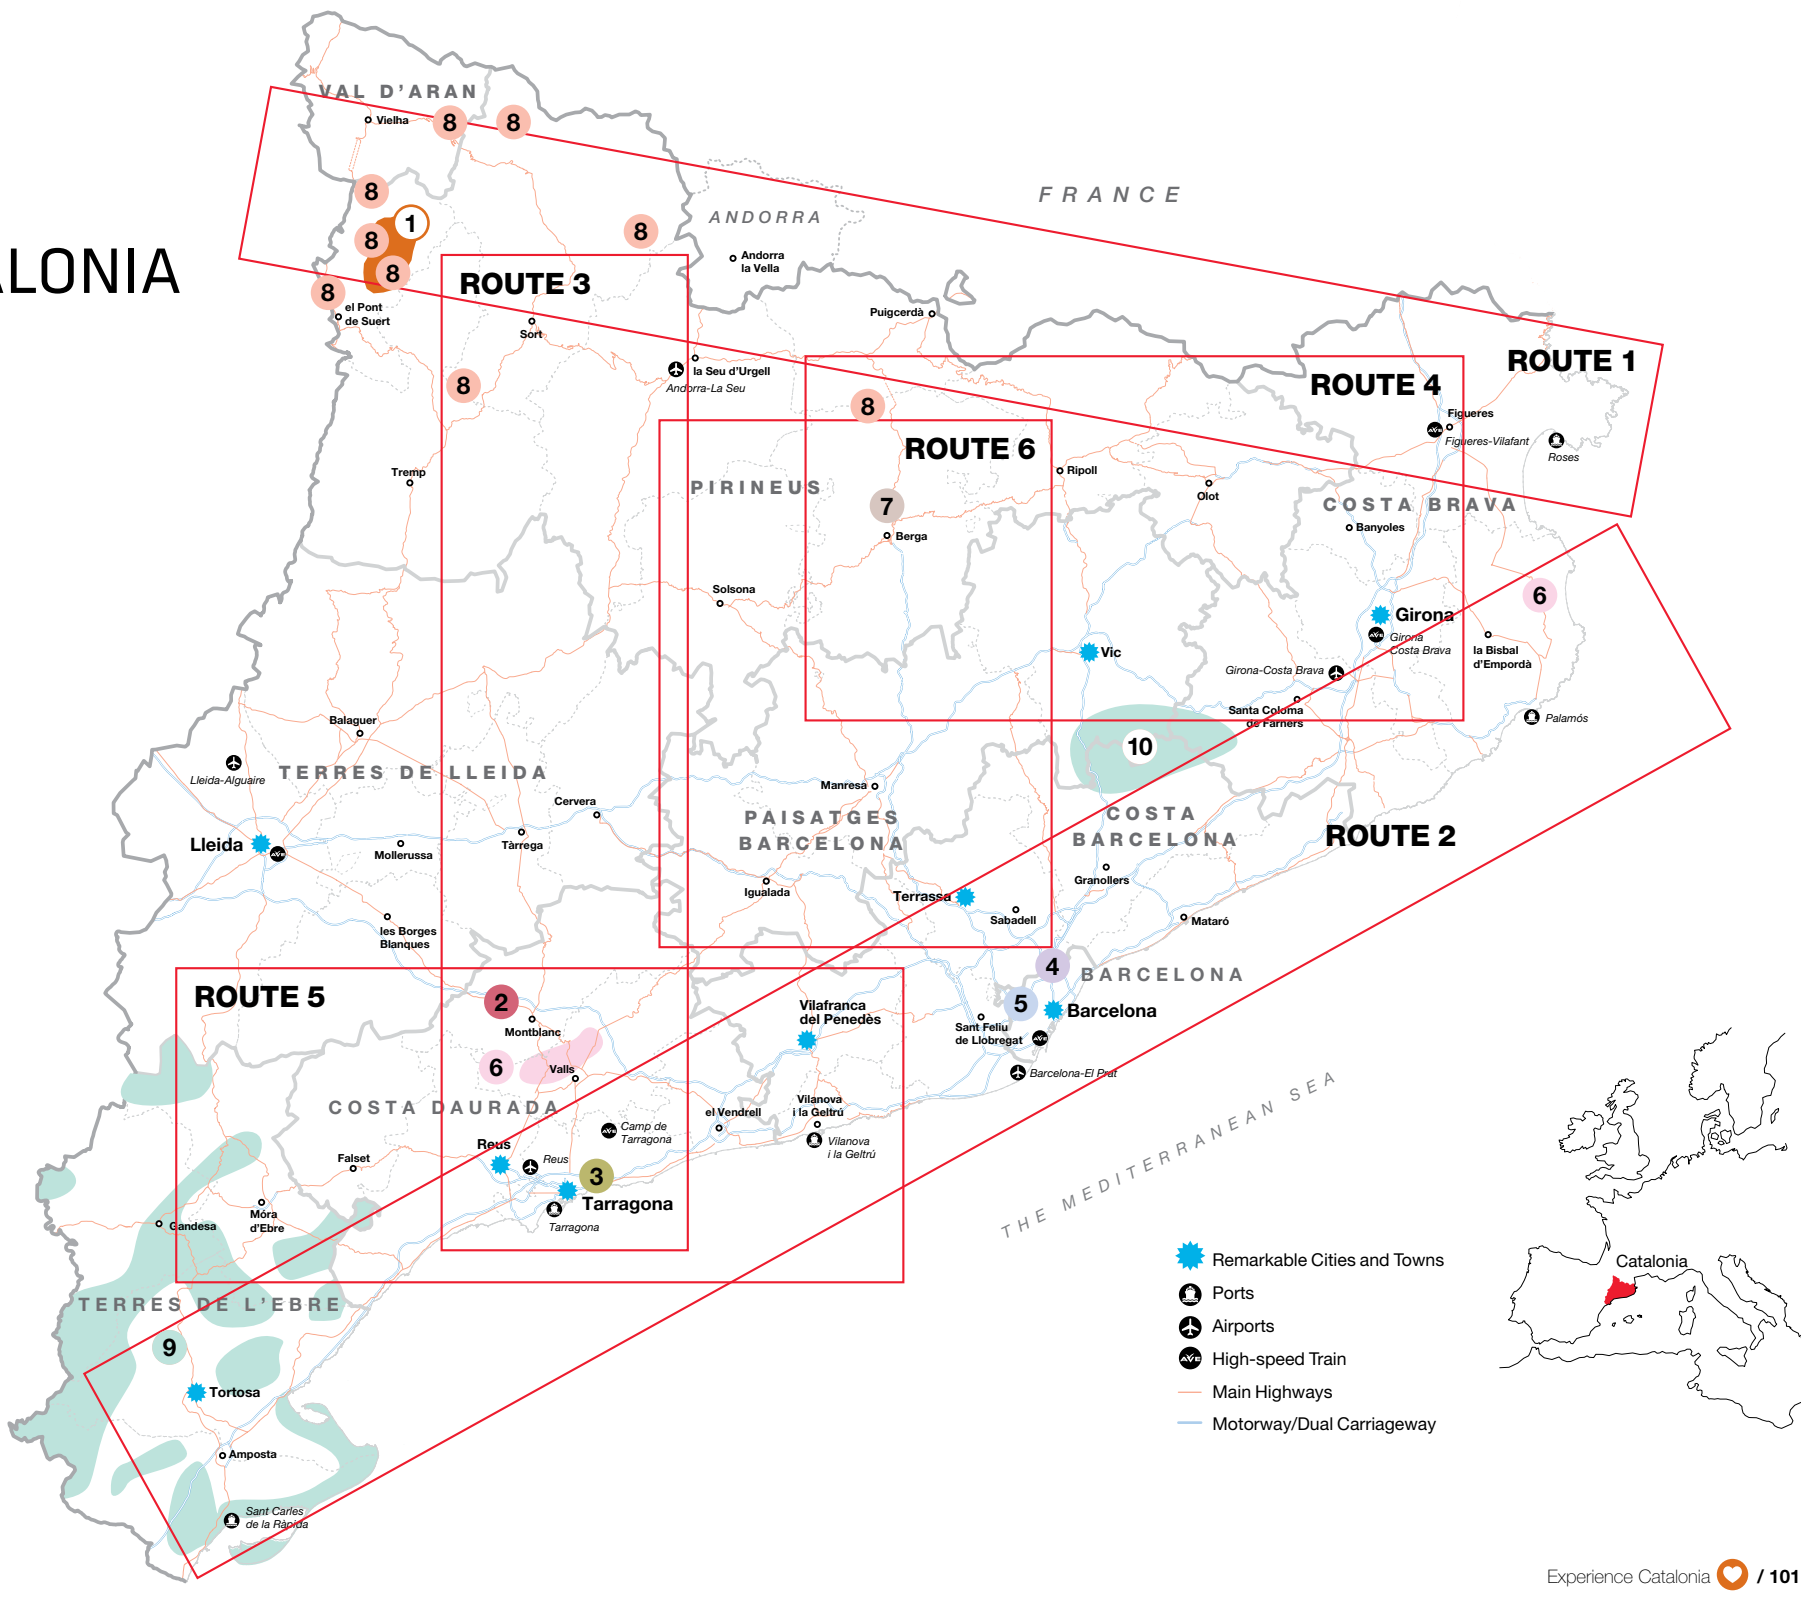 VAL D'ARAN
Vielha
8
8
8
1
8
8
8
8
el Pont
de Suert
ALONIA
FRANCE
ANDORRA
Andorra
la Vella
ROUTE 3
Sort
Puigcerdà
la Seu d'Urgell
Andorra-La Seu
8
8
ROUTE 1
ROUTE 4
Figueres
Figueres-Vilafant
Roses
ROUTE 6
Tremp
PIRINEUS
Ripoll
Olot
COSTA BRAVA
Banyoles
7
Berga
Solsona
6
Girona
Girona
Costa Brava
la Bisbal
d'Empordà
Vic
Girona-Costa Brava
Santa Coloma
de Farners
Palamós
Balaguer
10
Lleida-Alguaire
TERRES DE LLEIDA
Manresa
Cervera
PAISATGES
BARCELONA
COSTA
BARCELONA
ROUTE 2
Lleida
Mollerussa
Tàrrega
Igualada
Granollers
Terrassa
Sabadell
Mataró
les Borges
Blanques
4
BARCELONA
ROUTE 5
2
Montblanc
Vilafranca
del Penedès
5
Barcelona
Sant Feliu
de Llobregat
6
Valls
Barcelona-El Prat
COSTA DAURADA
el Vendrell
Vilanova
i la Geltrú
Camp de
Tarragona
Vilanova
i la Geltrú
Reus
Reus
Falset
3
Tarragona
Tarragona
THE MEDITERRANEAN SEA
Gandesa
Móra
d'Ebre
TERRES DE L'EBRE
9
Tortosa
Amposta
Sant Carles
de la Ràpida
Remarkable Cities and Towns
Ports
Airports
AVE High-speed Train
Main Highways
Motorway/Dual Carriageway
Catalonia
Experience Catalonia / 101